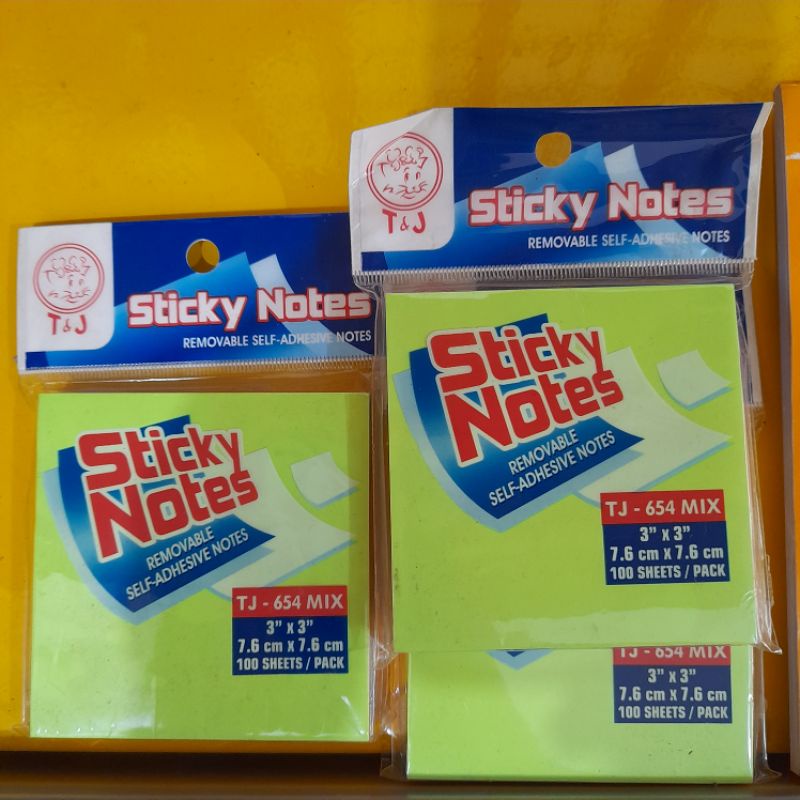 T & J
Sticky Notes
REMOVABLE SELF-ADHESIVE NOTES
Sticky
Notes
REMOVABLE
SELF-ADHESIVE NOTES
TJ - 654 MIX
3" x 3"
7.6 cm x 7.6 cm
100 SHEETS / PACK
T & J
Sticky Notes
REMOVABLE SELF-ADHESIVE NOTES
Sticky
Notes
REMOVABLE
SELF-ADHESIVE NOTES
TJ - 654 MIX
3" x 3"
7.6 cm x 7.6 cm
100 SHEETS / PACK
TJ - 654 MIX
3" x 3"
7.6 cm x 7.6 cm
100 SHEETS / PACK